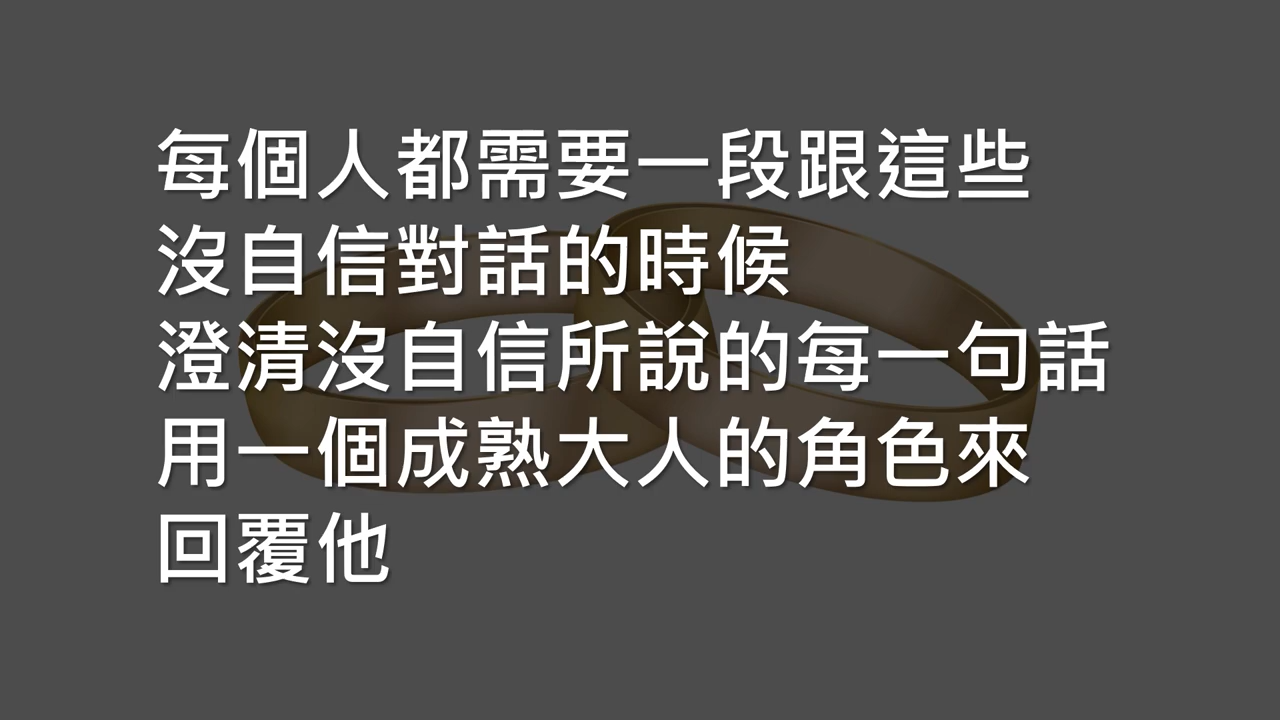 每個人都需要一段跟這些
沒自信對話的時候
澄清沒自信所說的每一句話
用一個成熟大人的角色來
回覆他